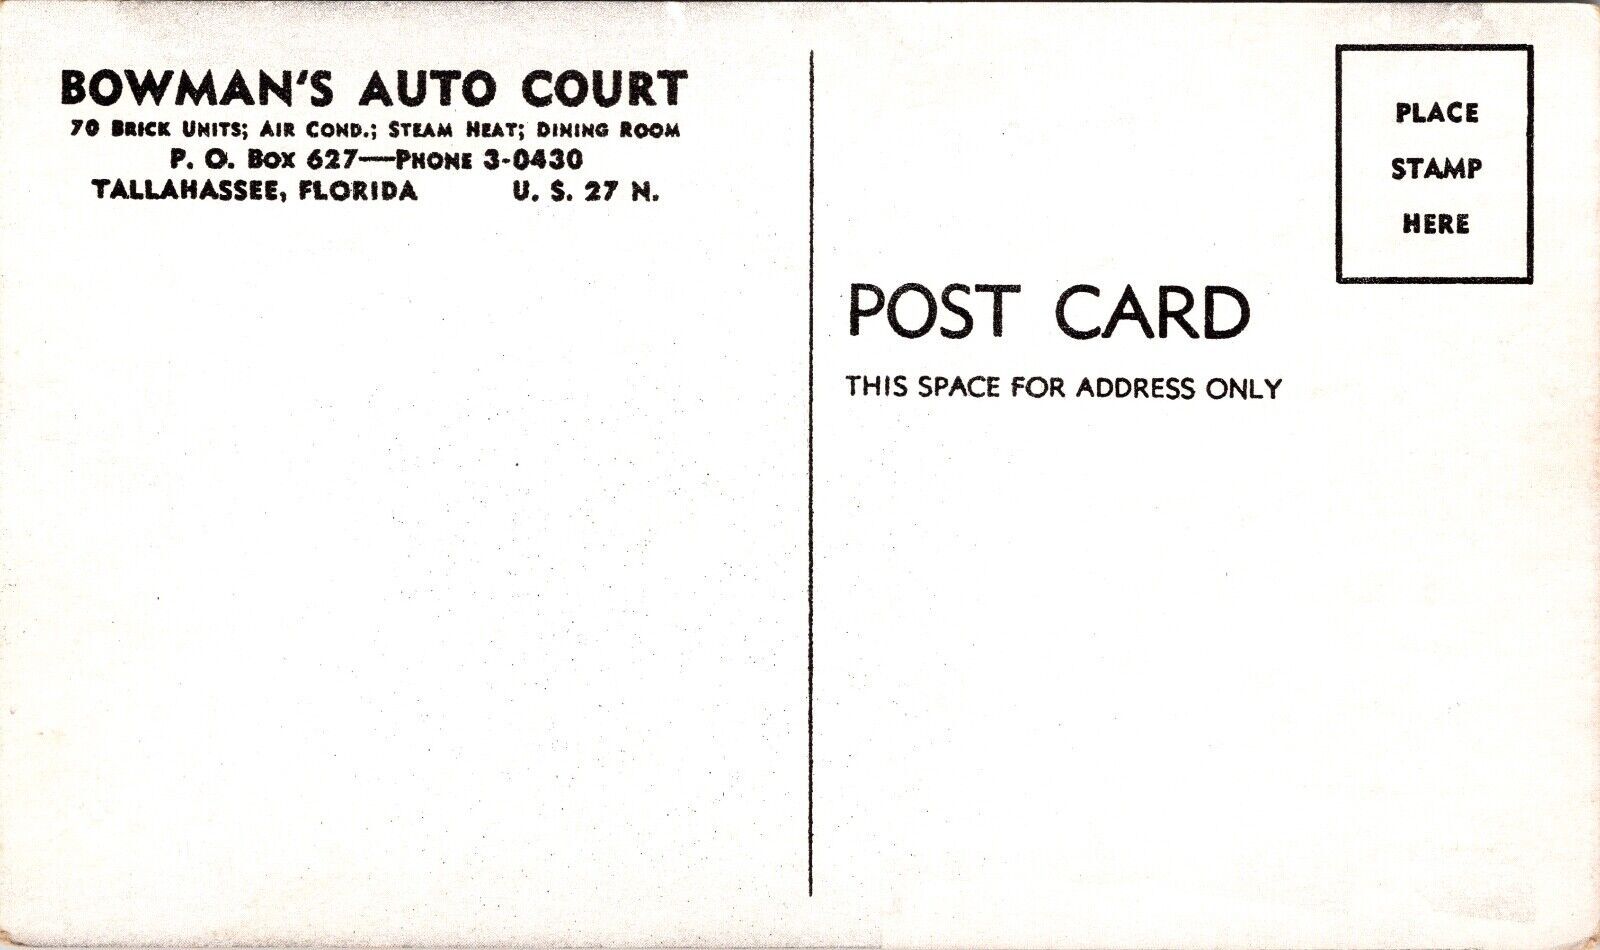 BOWMAN'S AUTO COURT
70 BRICK UNITS; AIR COND.; STEAM HEAT; DINING ROOM
P. O. BOX 627—PHONE 3-0430
TALLAHASSEE, FLORIDA U. S. 27 N.
PLACE
STAMP
HERE
POST CARD
THIS SPACE FOR ADDRESS ONLY